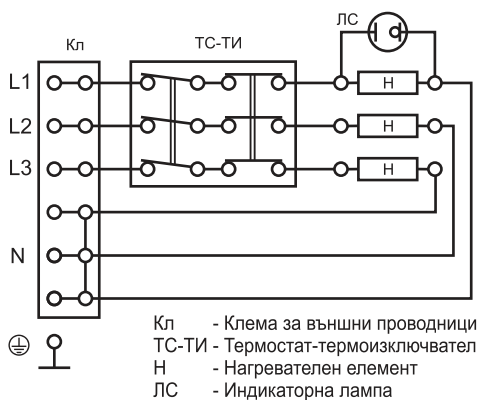 Кл
ТС-ТИ
ЛС
L1
Н
L2
Н
L3
Н
N
Кл - Клема за външни проводници
ТС-ТИ - Термостат-термоизключвател
Н - Нагревателен елемент
ЛС - Индикаторна лампа